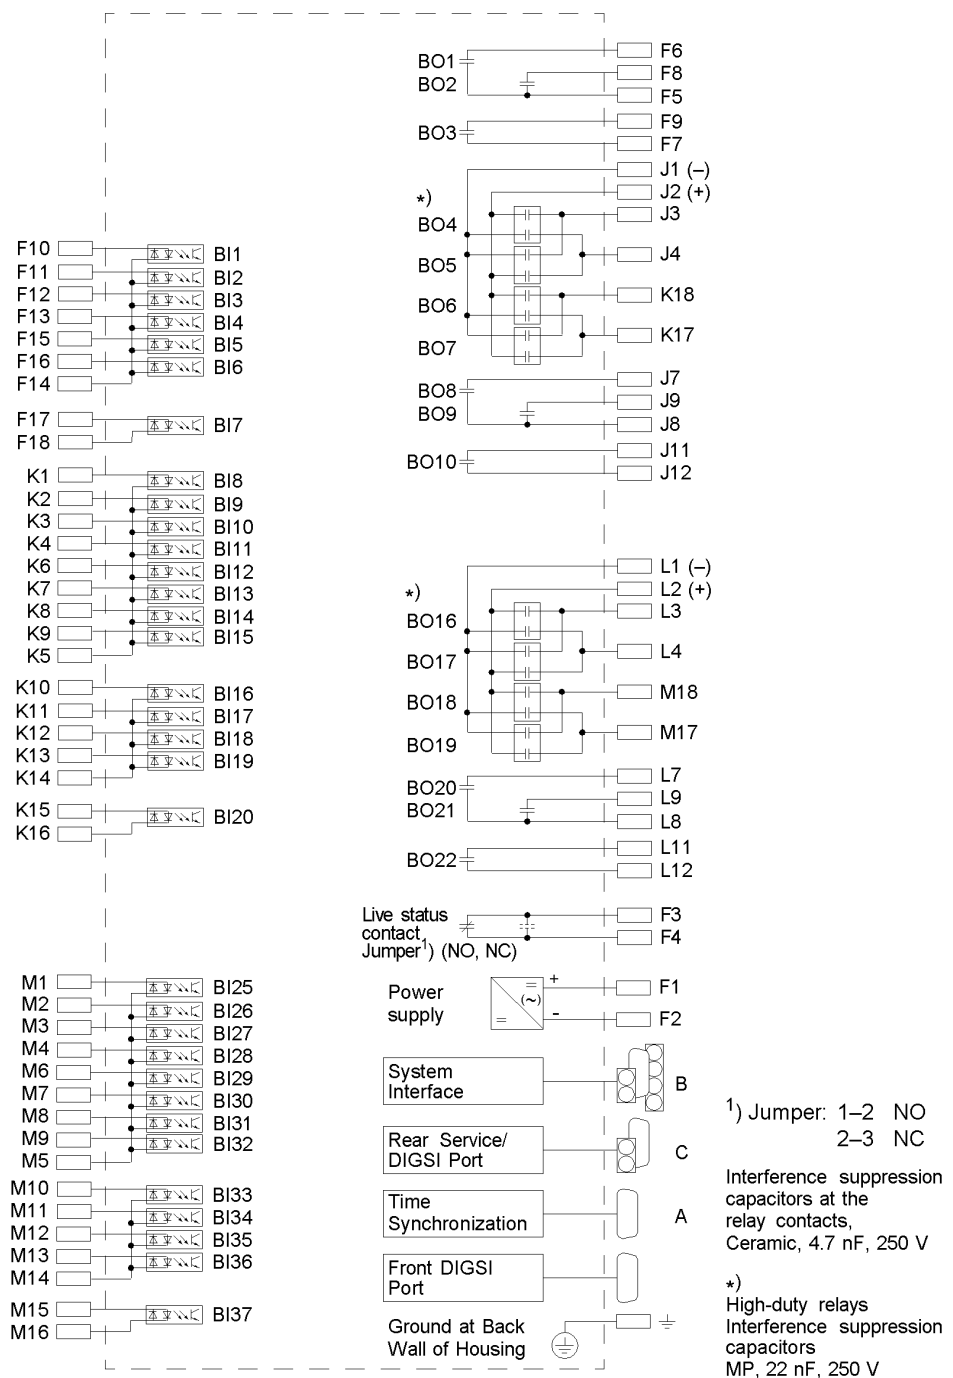 BO1
BO2
F6
F8
F5
BO3
F9
F7
J1 (–)
J2 (+)
*)
BO4
J3
BO5
J4
BO6
K18
BO7
K17
BO8
BO9
J7
J9
J8
BO10
J11
J12
L1 (–)
L2 (+)
*)
BO16
L3
BO17
L4
BO18
M18
BO19
M17
BO20
BO21
L7
L9
L8
BO22
L11
L12
Live status
contact
Jumper1) (NO, NC)
F3
F4
Power
supply
=
(~)
=
+
-
F1
F2
System
Interface
B
Rear Service/
DIGSI Port
C
Time
Synchronization
A
Front DIGSI
Port
Ground at Back
Wall of Housing
F10
F11
F12
F13
F15
F16
F14
BI1
BI2
BI3
BI4
BI5
BI6
F17
F18
BI7
K1
K2
K3
K4
K6
K7
K8
K9
K5
BI8
BI9
BI10
BI11
BI12
BI13
BI14
BI15
K10
K11
K12
K13
K14
BI16
BI17
BI18
BI19
K15
K16
BI20
M1
M2
M3
M4
M6
M7
M8
M9
M5
BI25
BI26
BI27
BI28
BI29
BI30
BI31
BI32
M10
M11
M12
M13
M14
BI33
BI34
BI35
BI36
M15
M16
BI37
1) Jumper: 1–2 NO
2–3 NC
Interference suppression
capacitors at the
relay contacts,
Ceramic, 4.7 nF, 250 V
*)
High-duty relays
Interference suppression
capacitors
MP, 22 nF, 250 V